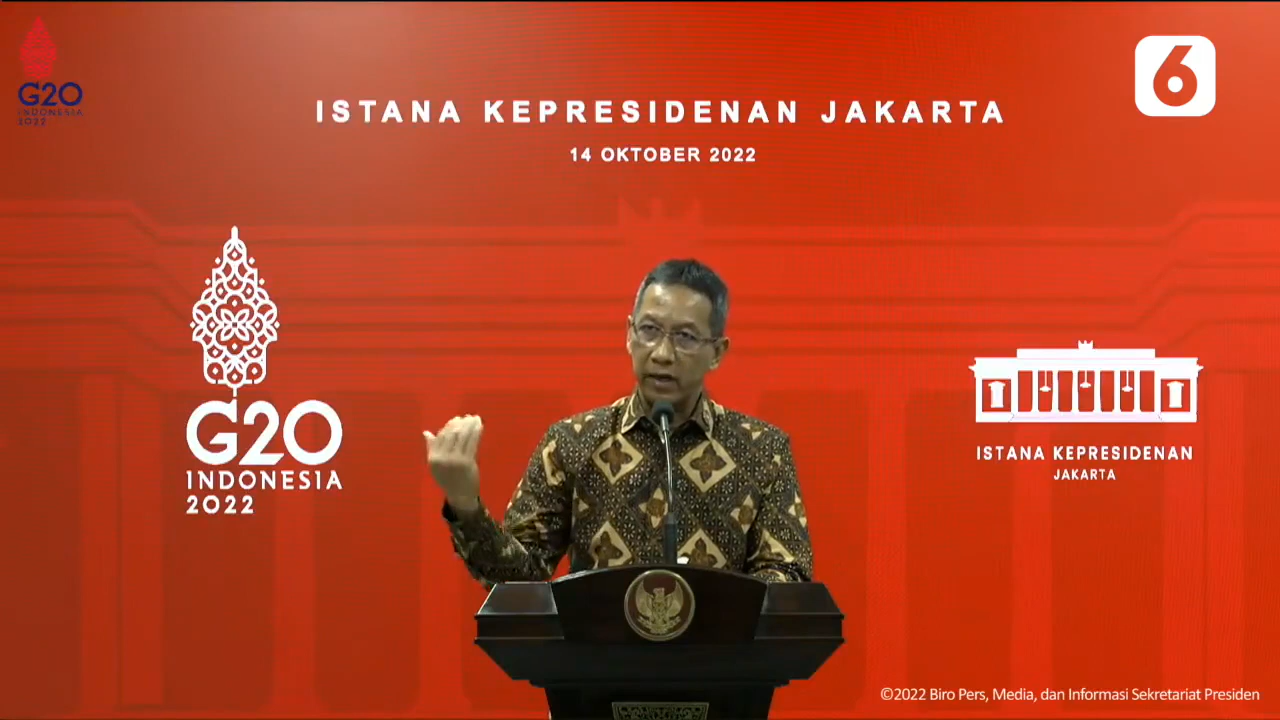 G20
INDONESIA
2022
6
ISTANA KEPRESIDENAN JAKARTA
14 OKTOBER 2022
G20
INDONESIA
2022
ISTANA KEPRESIDENAN
JAKARTA
©2022 Biro Pers, Media, dan Informasi Sekretariat Presiden